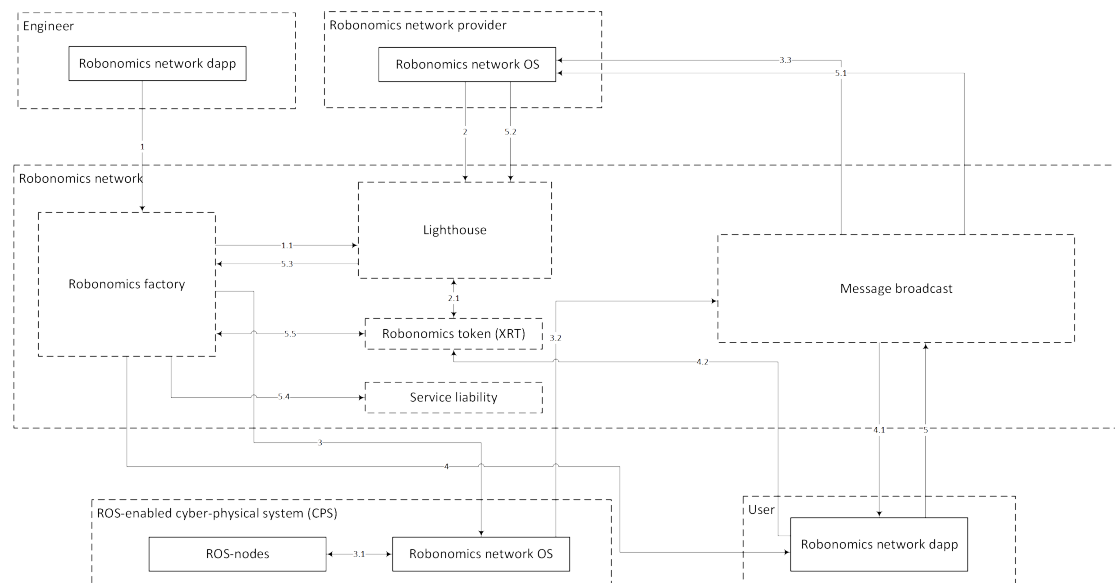 Engineer
Robonomics network dapp
Robonomics network provider
Robonomics network OS
3.3
5.1
2
5.2
1
Robonomics network
Lighthouse
Robonomics factory
1.1
5.3
Message broadcast
2.1
5.5
Robonomics token (XRT)
3.2
4.2
5.4
Service liability
4.1
5
3
4
ROS-enabled cyber-physical system (CPS)
User
ROS-nodes
3.1
Robonomics network OS
Robonomics network dapp